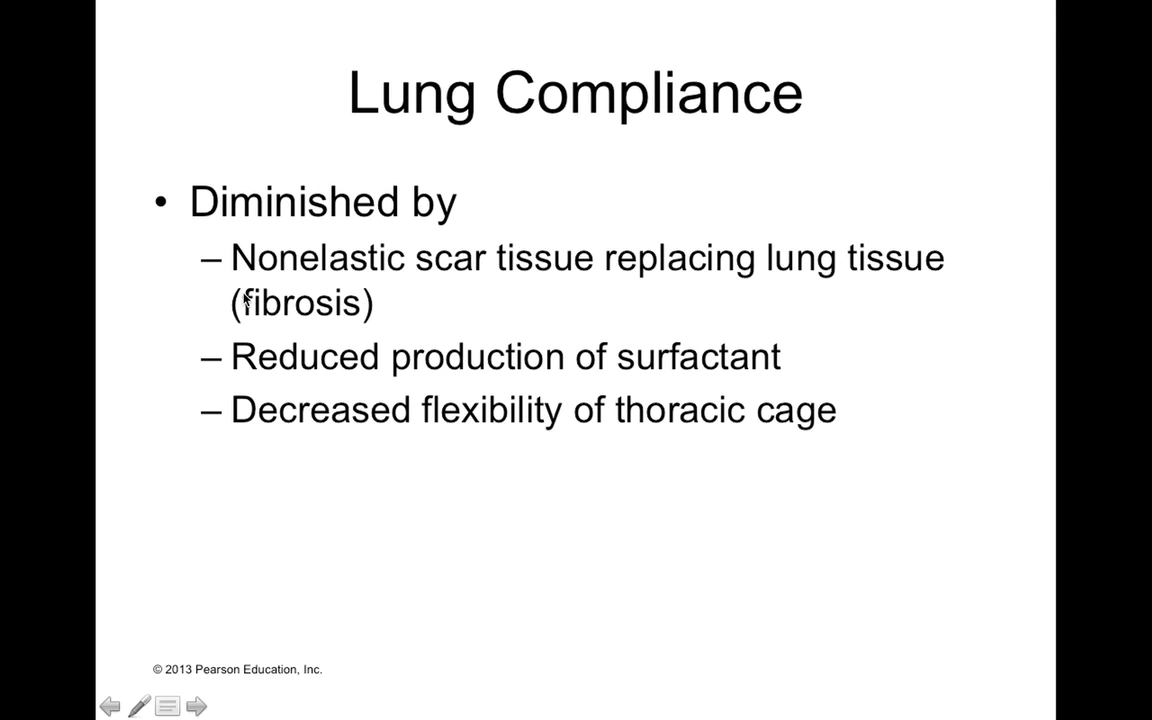 Lung Compliance
• Diminished by
– Nonelastic scar tissue replacing lung tissue
(fibrosis)
– Reduced production of surfactant
– Decreased flexibility of thoracic cage
© 2013 Pearson Education, Inc.